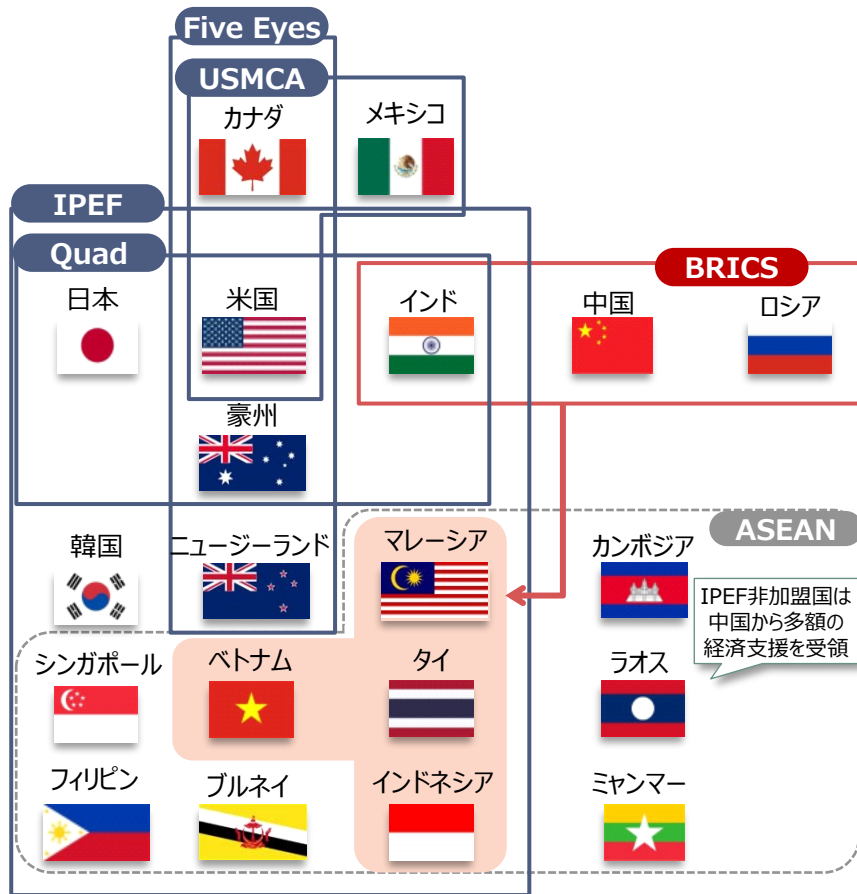 Five Eyes
USMCA
カナダ
メキシコ
IPEF
Quad
BRICS
日本
米国
インド
中国
ロシア
豪州
ASEAN
韓国
ニュージーランド
マレーシア
カンボジア
IPEF非加盟国は
中国から多額の
経済支援を受領
シンガポール
ベトナム
タイ
ラオス
フィリピン
ブルネイ
インドネシア
ミャンマー